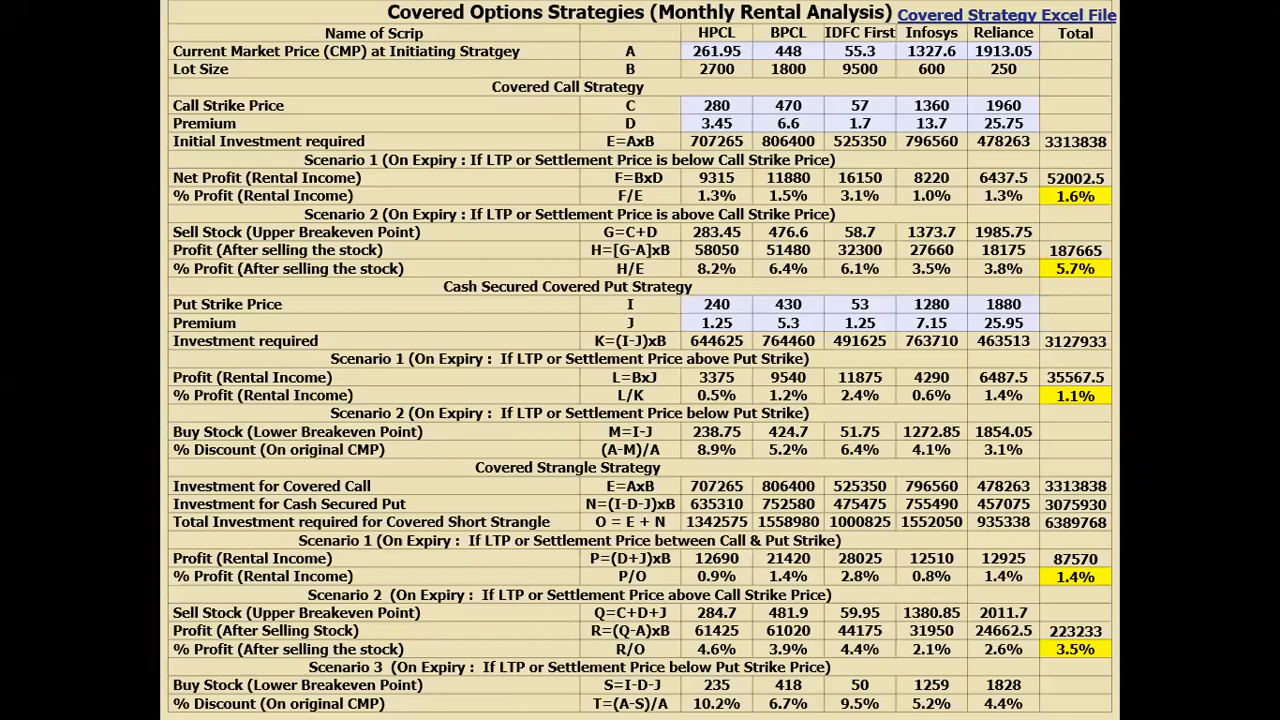 Covered Options Strategies (Monthly Rental Analysis) Covered Strategy Excel File
Name of Scrip HPCL BPCL IDFC First Infosys Reliance Total
Current Market Price (CMP) at Initiating Stratgey A 261.95 448 55.3 1327.6 1913.05
Lot Size B 2700 1800 9500 600 250
Covered Call Strategy
Call Strike Price C 280 470 57 1360 1960
Premium D 3.45 6.6 1.7 13.7 25.75
Initial Investment required E=AxB 707265 806400 525350 796560 478263 3313838
Scenario 1 (On Expiry : If LTP or Settlement Price is below Call Strike Price)
Net Profit (Rental Income) F=BxD 9315 11880 16150 8220 6437.5 52002.5
% Profit (Rental Income) F/E 1.3% 1.5% 3.1% 1.0% 1.3% 1.6%
Scenario 2 (On Expiry : If LTP or Settlement Price is above Call Strike Price)
Sell Stock (Upper Breakeven Point) G=C+D 283.45 476.6 58.7 1373.7 1985.75
Profit (After selling the stock) H=[G-A]xB 58050 51480 32300 27660 18175 187665
% Profit (After selling the stock) H/E 8.2% 6.4% 6.1% 3.5% 3.8% 5.7%
Cash Secured Covered Put Strategy
Put Strike Price I 240 430 53 1280 1880
Premium J 1.25 5.3 1.25 7.15 25.95
Investment required K=(I-J)xB 644625 764460 491625 763710 463513 3127933
Scenario 1 (On Expiry : If LTP or Settlement Price above Put Strike)
Profit (Rental Income) L=BxJ 3375 9540 11875 4290 6487.5 35567.5
% Profit (Rental Income) L/K 0.5% 1.2% 2.4% 0.6% 1.4% 1.1%
Scenario 2 (On Expiry : If LTP or Settlement Price below Put Strike)
Buy Stock (Lower Breakeven Point) M=I-J 238.75 424.7 51.75 1272.85 1854.05
% Discount (On original CMP) (A-M)/A 8.9% 5.2% 6.4% 4.1% 3.1%
Covered Strangle Strategy
Investment for Covered Call E=AxB 707265 806400 525350 796560 478263 3313838
Investment for Cash Secured Put N=(I-D-J)xB 635310 752580 475475 755490 457075 3075930
Total Investment required for Covered Short Strangle O = E + N 1342575 1558980 1000825 1552050 935338 6389768
Scenario 1 (On Expiry : If LTP or Settlement Price between Call & Put Strike)
Profit (Rental Income) P=(D+J)xB 12690 21420 28025 12510 12925 87570
% Profit (Rental Income) P/O 0.9% 1.4% 2.8% 0.8% 1.4% 1.4%
Scenario 2 (On Expiry : If LTP or Settlement Price above Call Strike Price)
Sell Stock (Upper Breakeven Point) Q=C+D+J 284.7 481.9 59.95 1380.85 2011.7
Profit (After Selling Stock) R=(Q-A)xB 61425 61020 44175 31950 24662.5 223233
% Profit (After selling the stock) R/O 4.6% 3.9% 4.4% 2.1% 2.6% 3.5%
Scenario 3 (On Expiry : If LTP or Settlement Price below Put Strike Price)
Buy Stock (Lower Breakeven Point) S=I-D-J 235 418 50 1259 1828
% Discount (On original CMP) T=(A-S)/A 10.2% 6.7% 9.5% 5.2% 4.4%